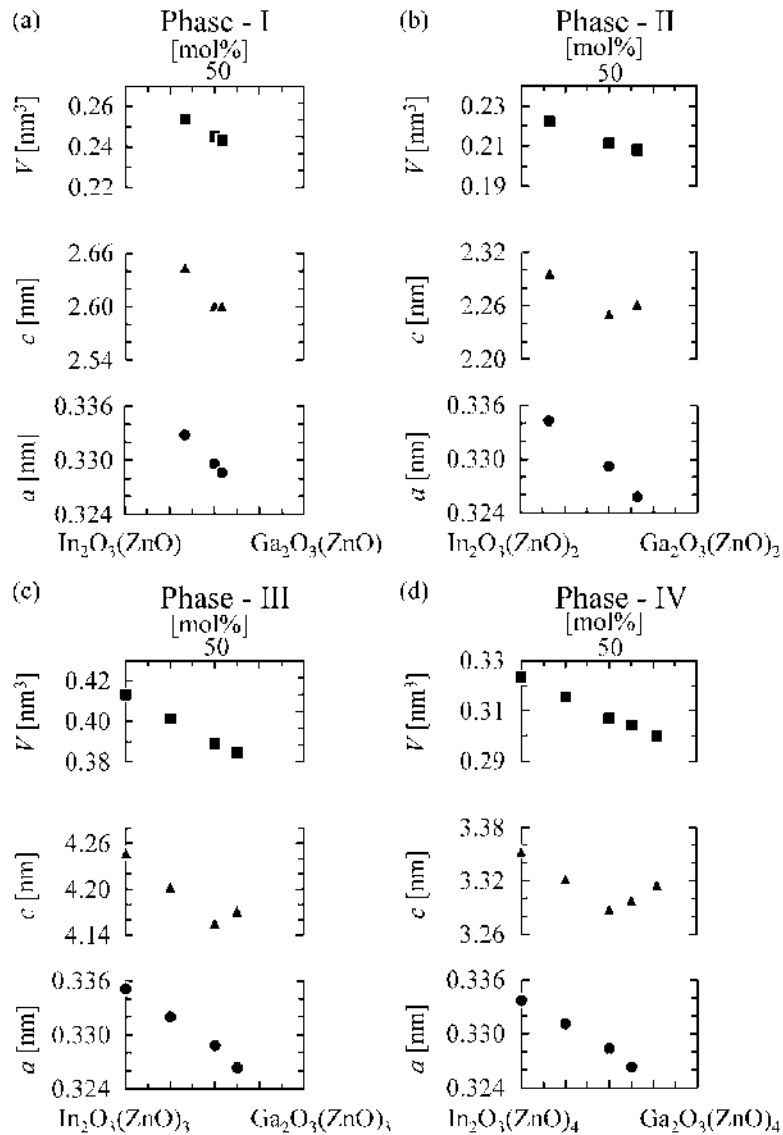 (a) Phase - I
[mol%]
50
V [nm³]
0.26
0.24
0.22
c [nm]
2.66
2.60
2.54
a [nm]
0.336
0.330
0.324
In₂O₃(ZnO) Ga₂O₃(ZnO)
(b) Phase - II
[mol%]
50
V [nm³]
0.23
0.21
0.19
c [nm]
2.32
2.26
2.20
a [nm]
0.336
0.330
0.324
In₂O₃(ZnO)₂ Ga₂O₃(ZnO)₂
(c) Phase - III
[mol%]
50
V [nm³]
0.42
0.40
0.38
c [nm]
4.26
4.20
4.14
a [nm]
0.336
0.330
0.324
In₂O₃(ZnO)₃ Ga₂O₃(ZnO)₃
(d) Phase - IV
[mol%]
50
V [nm³]
0.33
0.31
0.29
c [nm]
3.38
3.32
3.26
a [nm]
0.336
0.330
0.324
In₂O₃(ZnO)₄ Ga₂O₃(ZnO)₄